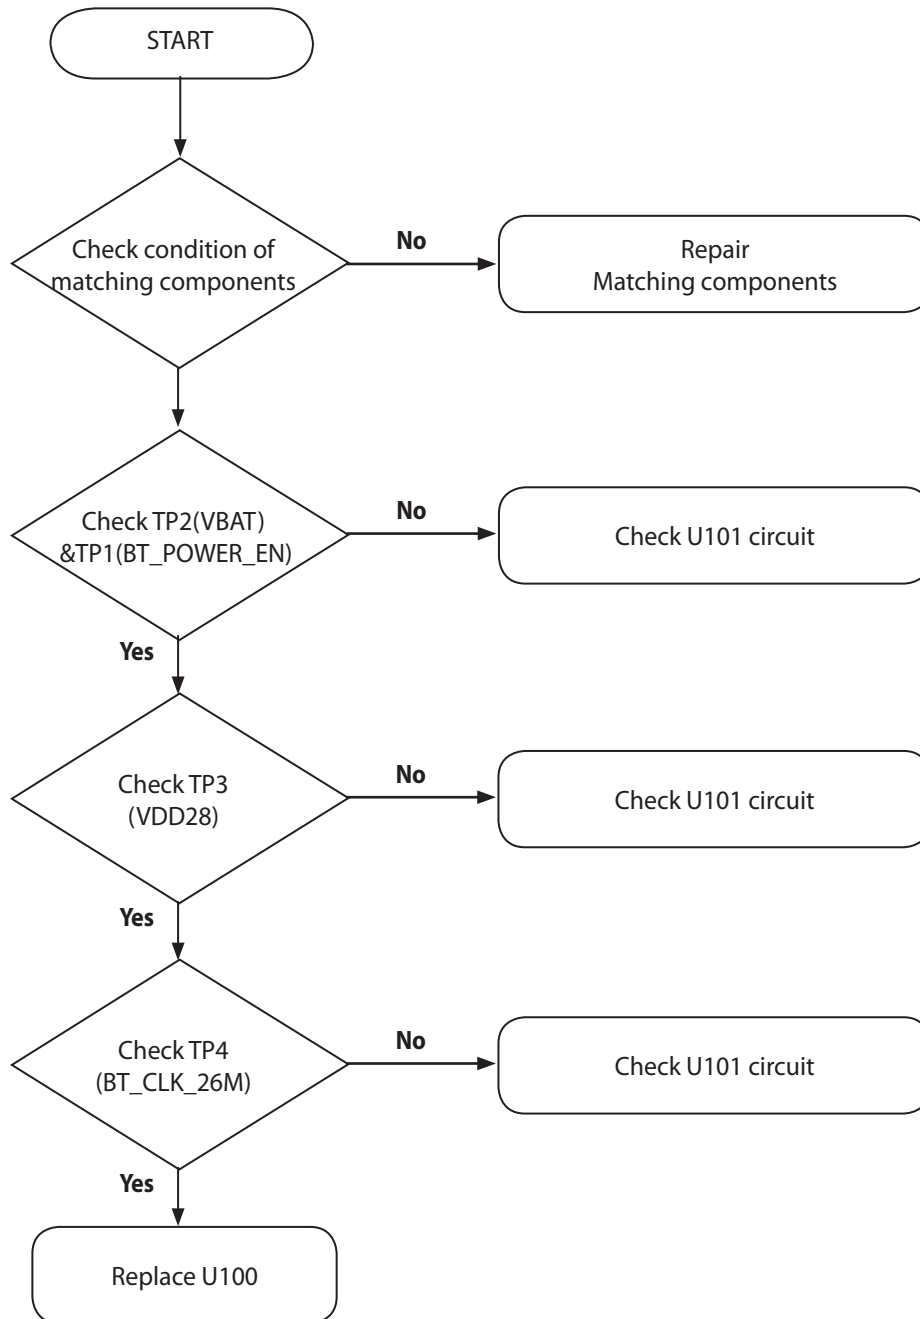 START
Check condition of
matching components
No
Repair
Matching components
Check TP2(VBAT)
&TP1(BT_POWER_EN)
No
Check U101 circuit
Yes
Check TP3
(VDD28)
No
Check U101 circuit
Yes
Check TP4
(BT_CLK_26M)
No
Check U101 circuit
Yes
Replace U100